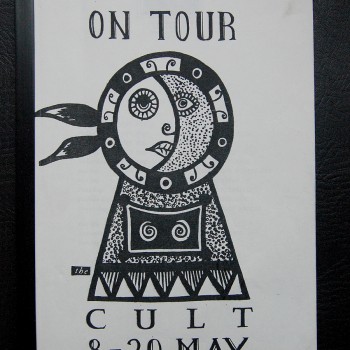 ON TOUR
the
CULT
8-20 MAY